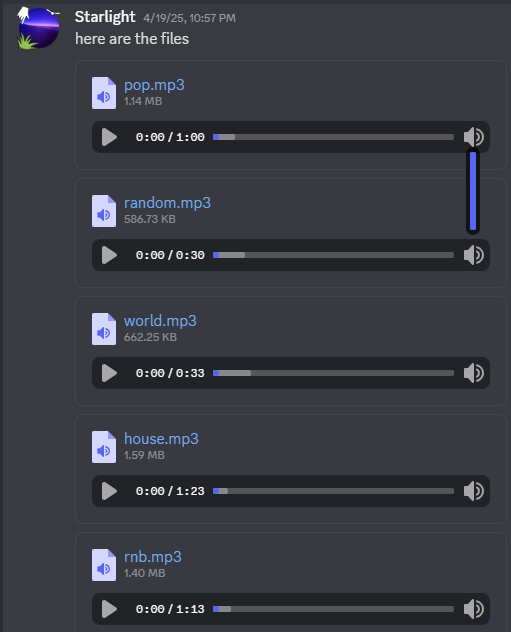 Starlight 4/19/25, 10:57 PM
here are the files
pop.mp3
1.14 MB
0:00 / 1:00
random.mp3
586.73 KB
0:00 / 0:30
world.mp3
662.25 KB
0:00 / 0:33
house.mp3
1.59 MB
0:00 / 1:23
rnb.mp3
1.40 MB
0:00 / 1:13